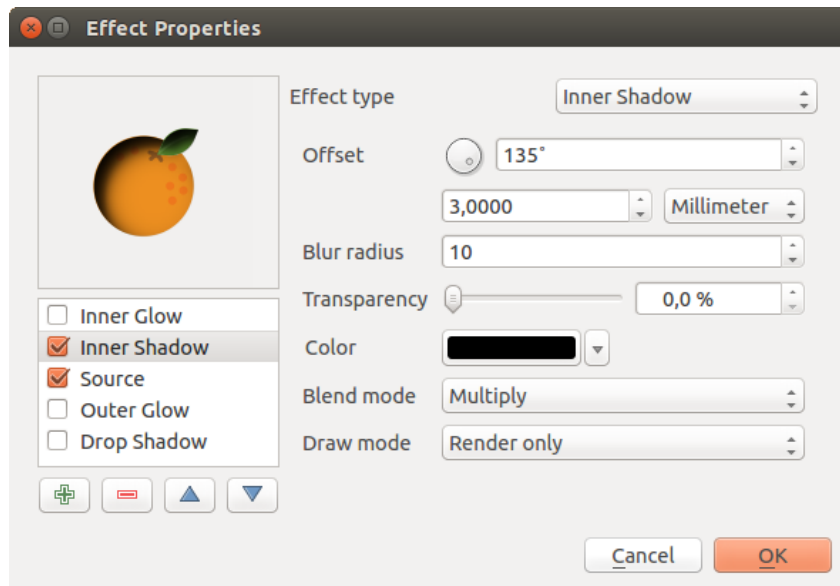 Effect Properties
Effect type
Inner Shadow
Offset
135°
3,0000
Millimeter
Blur radius
10
Transparency
0,0 %
Color
Blend mode
Multiply
Draw mode
Render only
Inner Glow
Inner Shadow
Source
Outer Glow
Drop Shadow
Cancel
OK